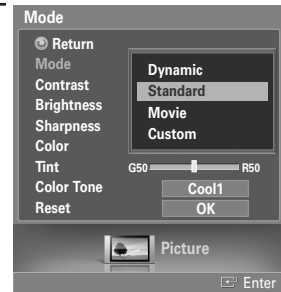 Mode
Return
Mode
Contrast
Brightness
Sharpness
Color
Tint G50 R50
Color Tone Cool1
Reset OK
Dynamic
Standard
Movie
Custom
Picture
Enter